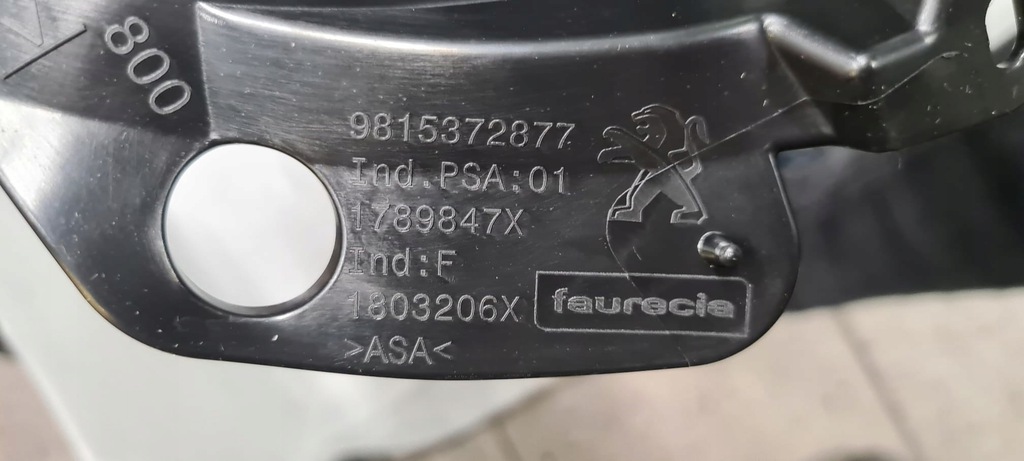 800
9815372877
Ind.PSA:01
1789847X
Ind:F
1803206X
faurecia
>ASA<